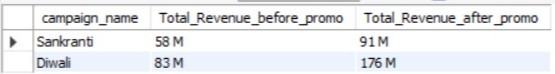 campaign_name Total_Revenue_before_promo Total_Revenue_after_promo
Sankranti 58 M 91 M
Diwali 83 M 176 M